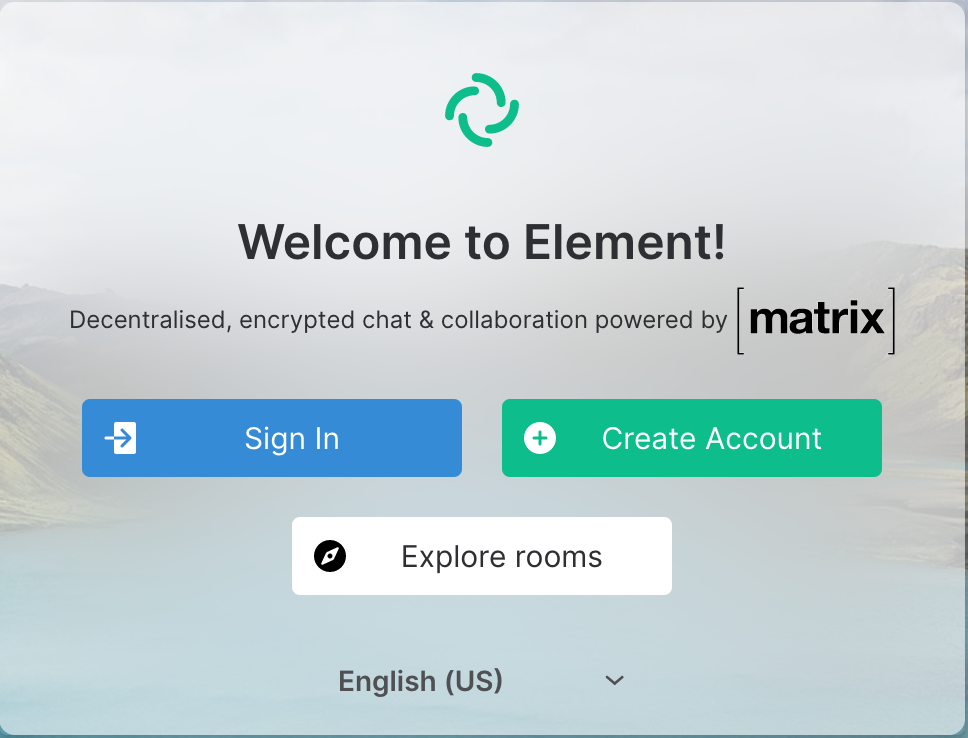 Welcome to Element!
Decentralised, encrypted chat & collaboration powered by [matrix]
Sign In
Create Account
Explore rooms
English (US)